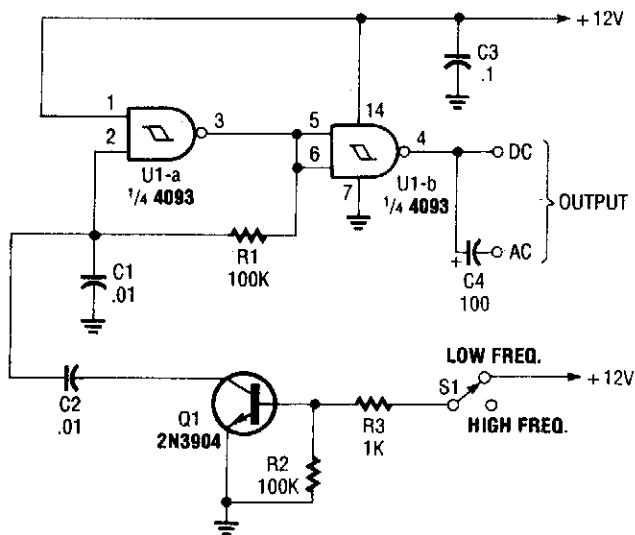 +12V
C3
.1
1
2
3
5
6
14
4
7
DC
U1-a
1/4 4093
U1-b
1/4 4093
OUTPUT
AC
+
C4
100
R1
100K
C1
.01
LOW FREQ.
S1
+12V
HIGH FREQ.
C2
.01
Q1
2N3904
R3
1K
R2
100K